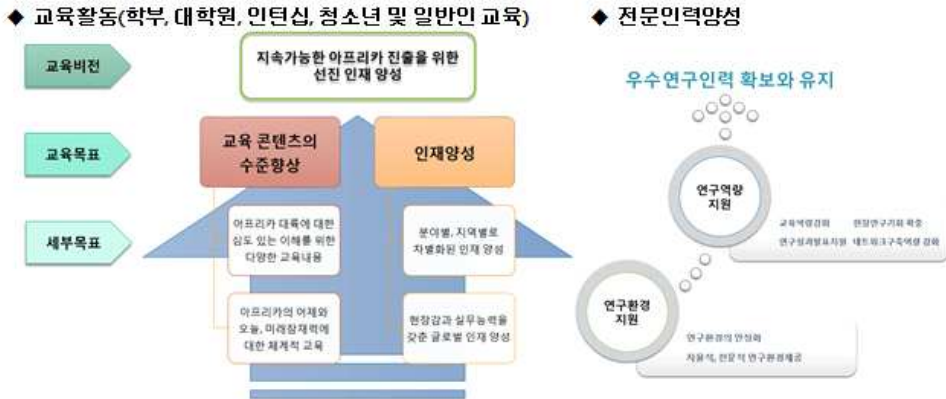 ◆ 교육활동(학부, 대학원, 인턴십, 청소년 및 일반인 교육)
교육비전
지속가능한 아프리카 진출을 위한
선진 인재 양성
교육목표
교육 콘텐츠의
수준향상
인재양성
세부목표
아프리카 대륙에 대한
심도 있는 이해를 위한
다양한 교육내용
분야별, 지역별로
차별화된 인재 양성
아프리카의 어제와
오늘, 미래잠재력에
대한 체계적 교육
현장감과 실무능력을
갖춘 글로벌 인재 양성
◆ 전문인력양성
우수연구인력 확보와 유지
연구역량
지원
교육역량강화 현장연구기회 확충
연구성과발표지원 네트워크구축역량 강화
연구환경
지원
연구환경의 안정화
자율적, 전문적 연구환경제공